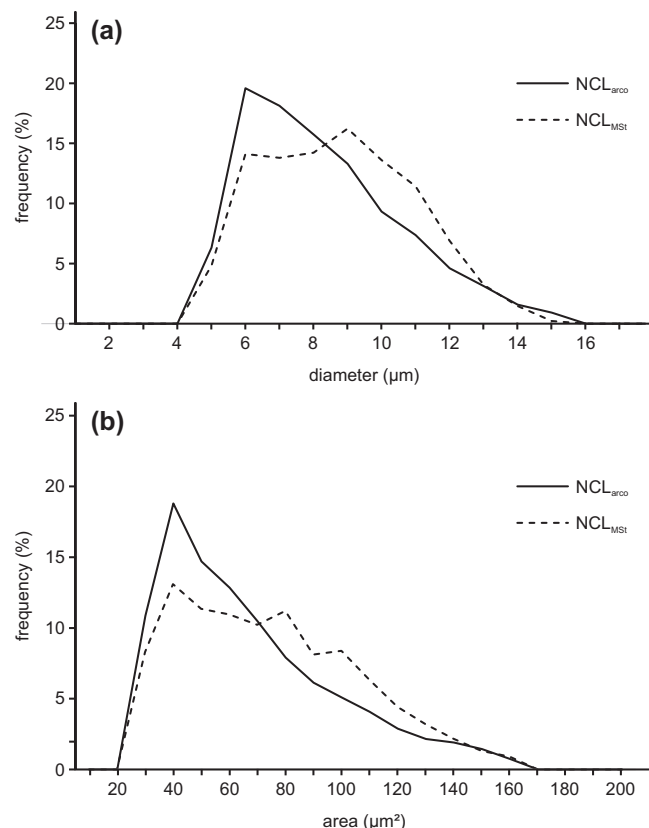 (a)
25
20
15
10
5
0
frequency (%)
NCLarco
NCLMSt
2 4 6 8 10 12 14 16
diameter (µm)
(b)
25
20
15
10
5
0
frequency (%)
NCLarco
NCLMSt
20 40 60 80 100 120 140 160 180 200
area (µm²)